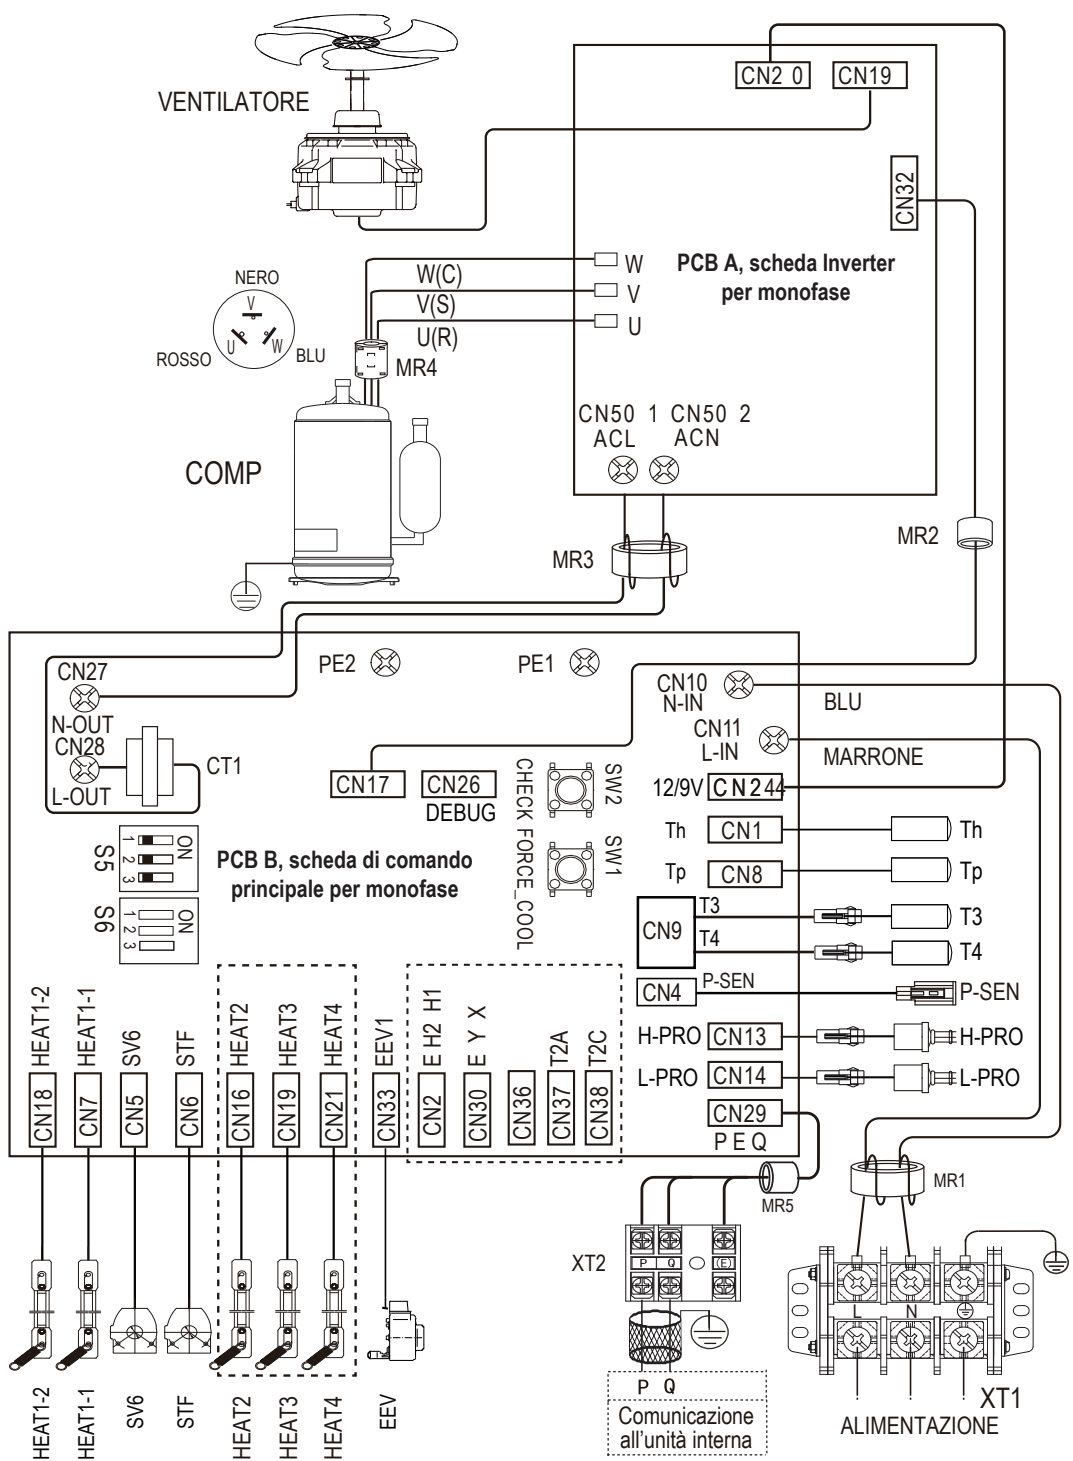 CN2 0
CN19
VENTILATORE
CN32
PCB A, scheda Inverter
per monofase
W
V
U
W(C)
V(S)
U(R)
NERO
V
U
W
ROSSO
BLU
MR4
COMP
CN50 1
CN50 2
ACL
ACN
MR3
MR2
CN27
N-OUT
CN28
L-OUT
CT1
PE2
PE1
CN10
N-IN
BLU
CN11
L-IN
MARRONE
CN17
CN26
DEBUG
SW2
SW1
CHECK FORCE_COOL
12/9V
CN244
Th
CN1
Th
Tp
CN8
Tp
CN9
T3
T4
T3
T4
CN4
P-SEN
P-SEN
H-PRO
CN13
H-PRO
L-PRO
CN14
L-PRO
CN29
P E Q
S5
ON
1 2 3
S6
ON
1 2 3
PCB B, scheda di comando
principale per monofase
HEAT1-2
HEAT1-1
SV6
STF
HEAT2
HEAT3
HEAT4
EEV1
E H2 H1
E Y X
T2A
T2C
CN18
CN7
CN5
CN6
CN16
CN19
CN21
CN33
CN2
CN30
CN36
CN37
CN38
MR5
MR1
XT2
P
Q
E
P Q
Comunicazione
all'unità interna
L
N
XT1
ALIMENTAZIONE
HEAT1-2
HEAT1-1
SV6
STF
HEAT2
HEAT3
HEAT4
EEV